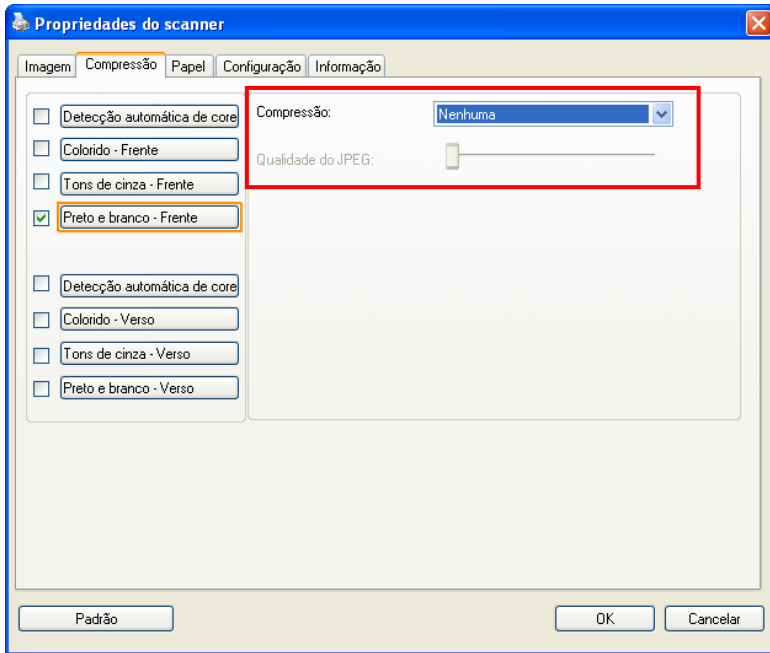 Propriedades do scanner
Imagem Compressão Papel Configuração Informação
Detecção automática de core
Colorido - Frente
Tons de cinza - Frente
Preto e branco - Frente
Detecção automática de core
Colorido - Verso
Tons de cinza - Verso
Preto e branco - Verso
Compressão: Nenhuma
Qualidade do JPEG:
Padrão OK Cancelar